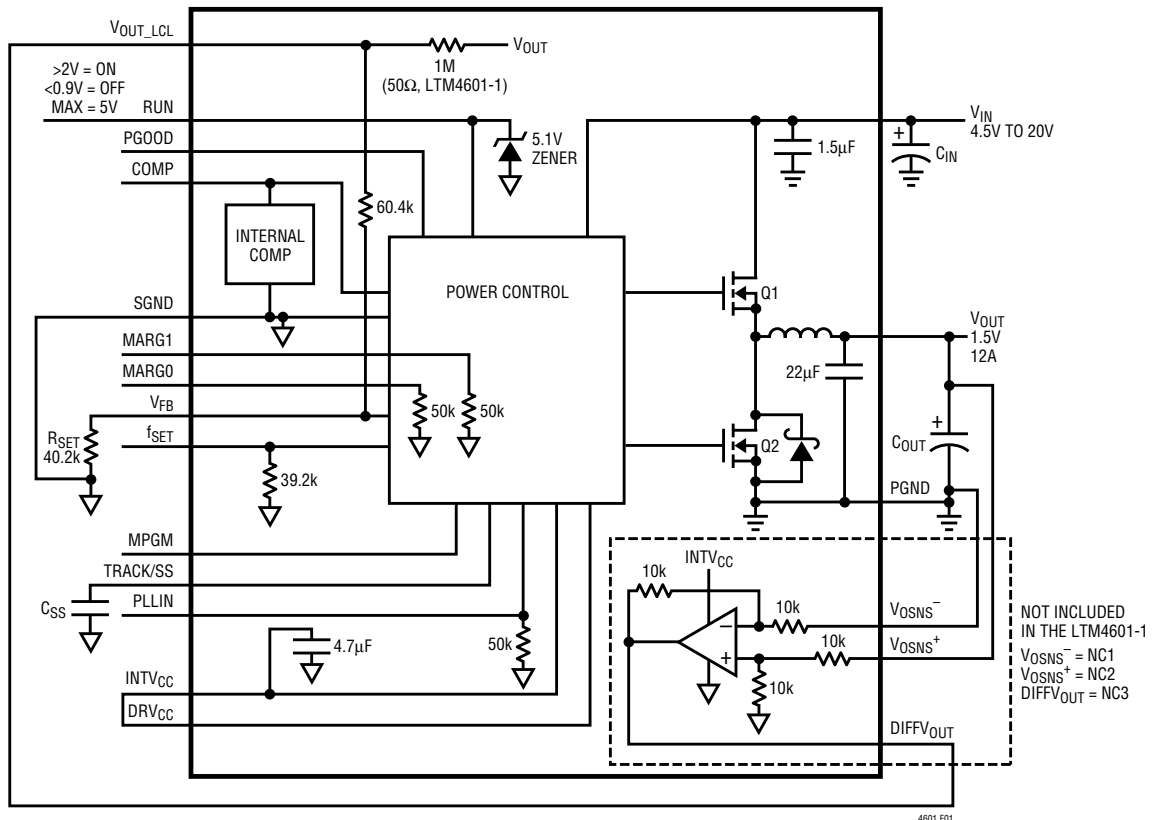 VOUT_LCL
VOUT
1M
(50Ω, LTM4601-1)
>2V = ON
<0.9V = OFF
MAX = 5V
RUN
PGOOD
COMP
5.1V
ZENER
1.5µF
+
CIN
VIN
4.5V TO 20V
60.4k
INTERNAL
COMP
POWER CONTROL
Q1
SGND
MARG1
MARG0
VFB
fSET
50k
50k
RSET
40.2k
39.2k
VOUT
1.5V
12A
22µF
Q2
+
COUT
PGND
MPGM
TRACK/SS
CSS
PLLIN
4.7µF
50k
INTVCC
DRVCC
INTVCC
10k
−
10k
VOSNS−
+
10k
VOSNS+
10k
DIFFVOUT
NOT INCLUDED
IN THE LTM4601-1
VOSNS− = NC1
VOSNS+ = NC2
DIFFVOUT = NC3
4601 F01